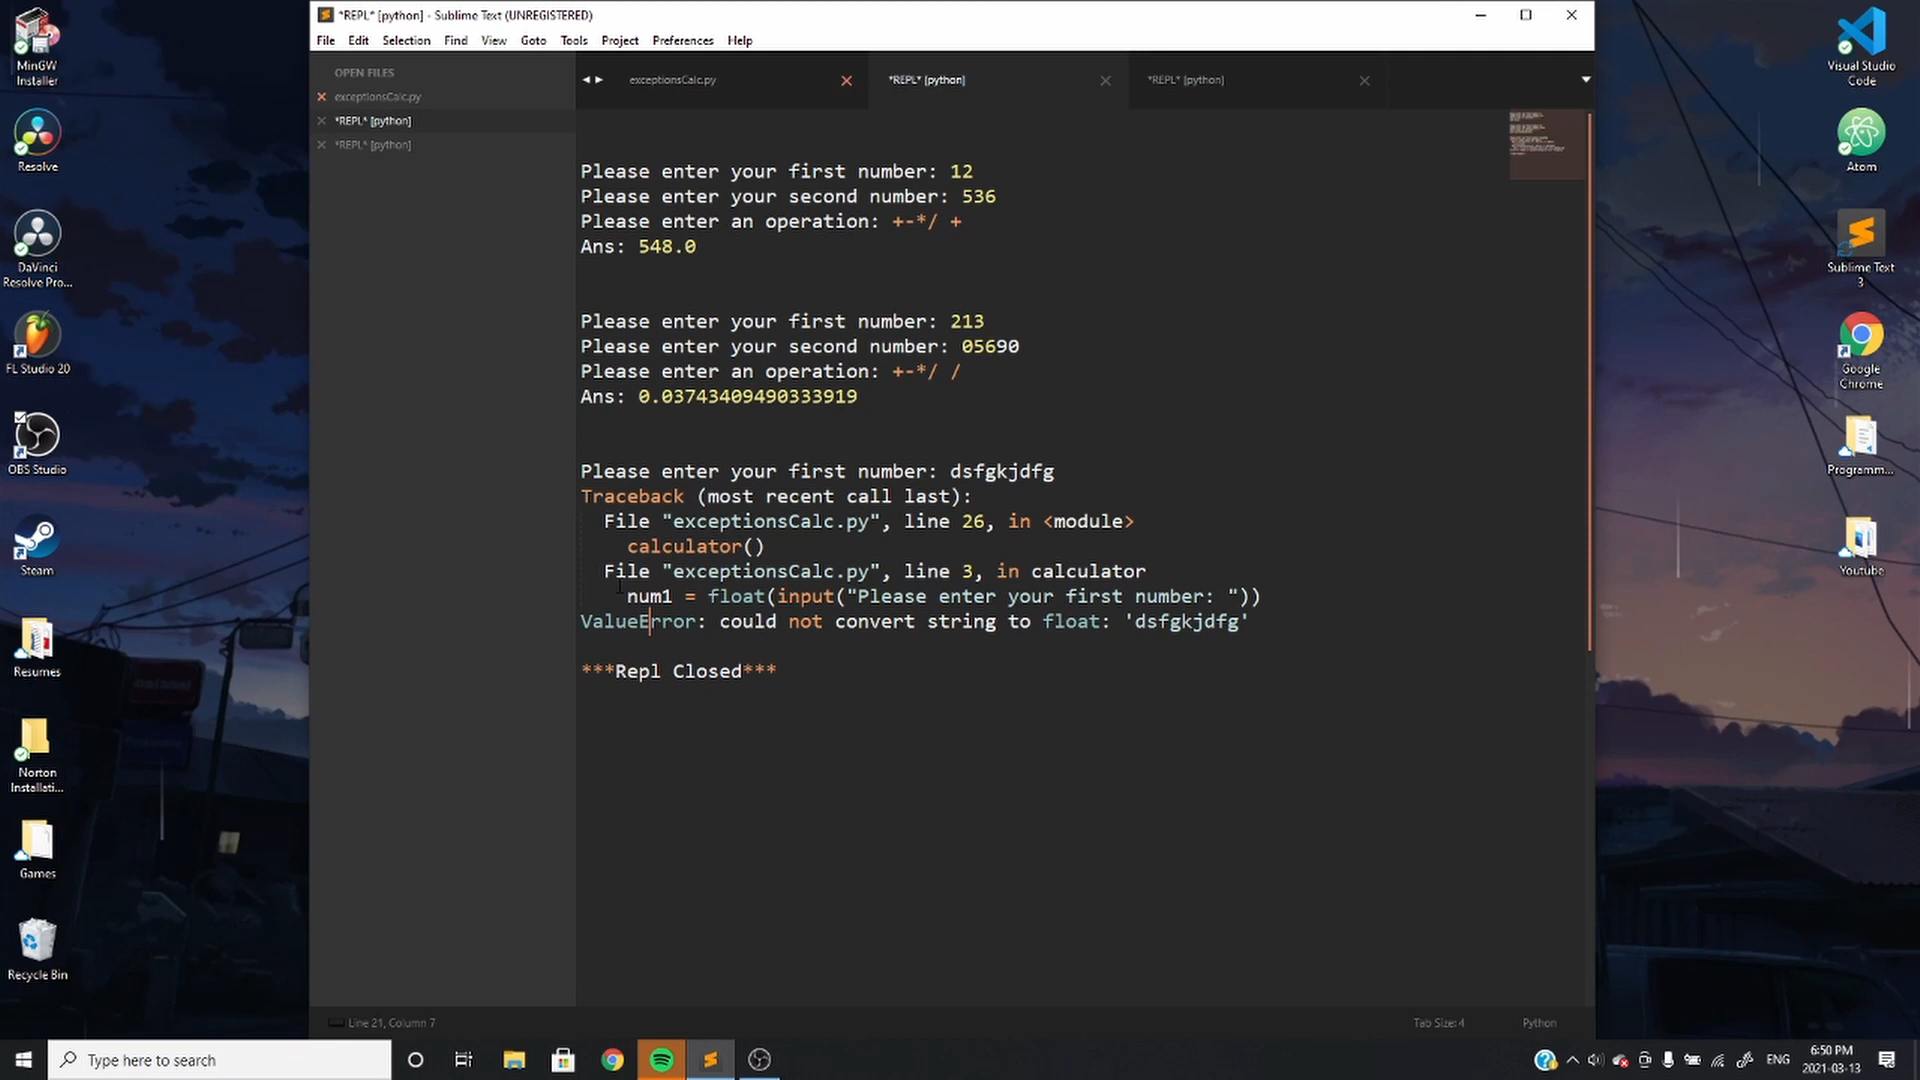 *REPL* [python] - Sublime Text (UNREGISTERED)
File Edit Selection Find View Goto Tools Project Preferences Help
OPEN FILES
exceptionsCalc.py
*REPL* [python]
*REPL* [python]
exceptionsCalc.py
*REPL* [python]
*REPL* [python]
Please enter your first number: 12
Please enter your second number: 536
Please enter an operation: +-*/ +
Ans: 548.0
Please enter your first number: 213
Please enter your second number: 05690
Please enter an operation: +-*/ /
Ans: 0.03743409490333919
Please enter your first number: dsfgkjdfg
Traceback (most recent call last):
File "exceptionsCalc.py", line 26, in <module>
calculator()
File "exceptionsCalc.py", line 3, in calculator
num1 = float(input("Please enter your first number: "))
ValueError: could not convert string to float: 'dsfgkjdfg'
***Repl Closed***
Line 21, Column 7
Tab Size: 4
Python
MinGW
Installer
Resolve
DaVinci
Resolve Pro...
FL Studio 20
OBS Studio
Steam
Resumes
Norton
Installati...
Games
Recycle Bin
Visual Studio
Code
Atom
Sublime Text
3
Google
Chrome
Programm...
Youtube
Type here to search
ENG
6:50 PM
2021-03-13